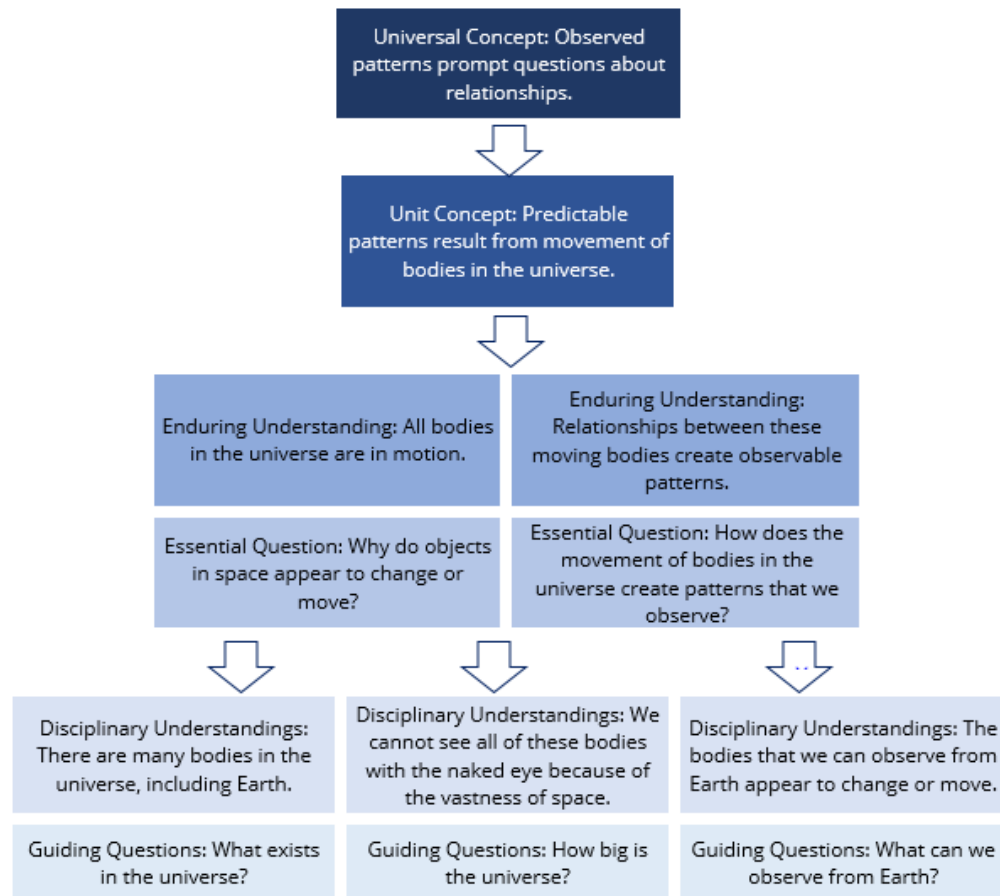 Universal Concept: Observed
patterns prompt questions about
relationships.
Unit Concept: Predictable
patterns result from movement of
bodies in the universe.
Enduring Understanding: All bodies
in the universe are in motion.
Enduring Understanding:
Relationships between these
moving bodies create observable
patterns.
Essential Question: Why do objects
in space appear to change or
move?
Essential Question: How does the
movement of bodies in the
universe create patterns that we
observe?
Disciplinary Understandings:
There are many bodies in the
universe, including Earth.
Disciplinary Understandings: We
cannot see all of these bodies
with the naked eye because of
the vastness of space.
Disciplinary Understandings: The
bodies that we can observe from
Earth appear to change or move.
Guiding Questions: What exists
in the universe?
Guiding Questions: How big is
the universe?
Guiding Questions: What can we
observe from Earth?